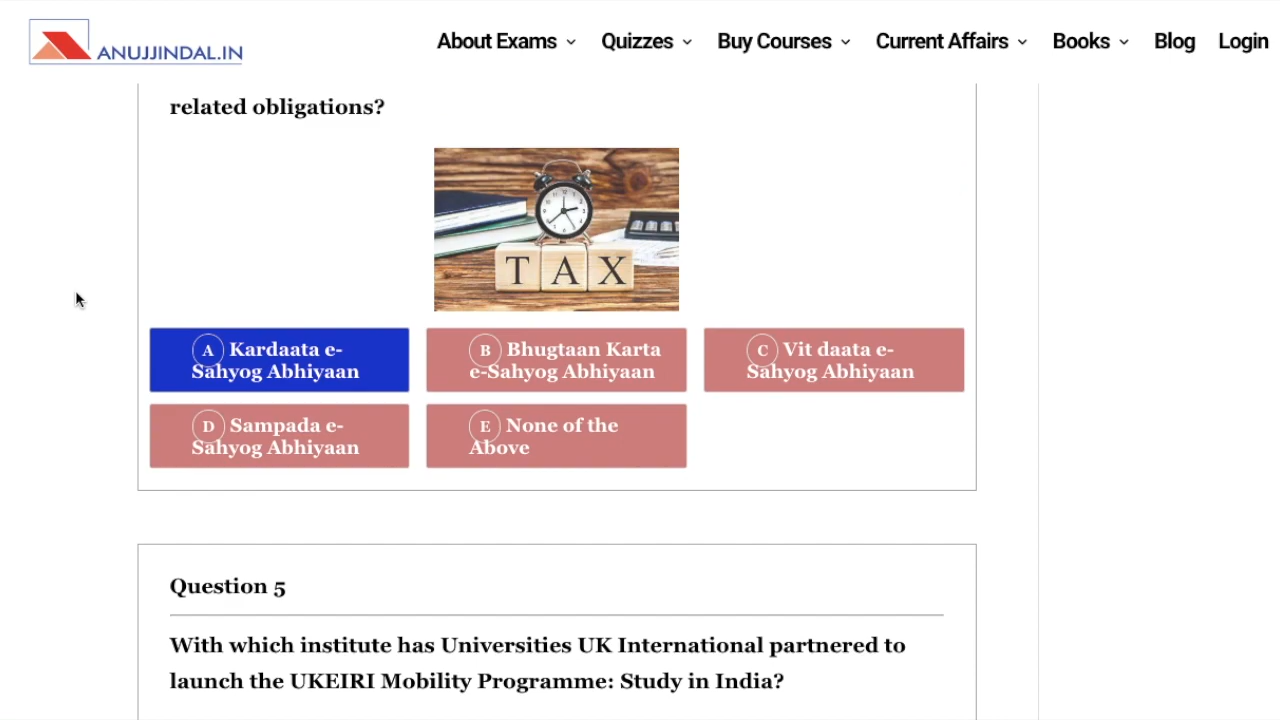 ANUJJINDAL.IN
About Exams Quizzes Buy Courses Current Affairs Books Blog Login
related obligations?
TAX
A Kardaata e-
Sahyog Abhiyaan
B Bhugtaan Karta
e-Sahyog Abhiyaan
C Vit daata e-
Sahyog Abhiyaan
D Sampada e-
Sahyog Abhiyaan
E None of the
Above
Question 5
With which institute has Universities UK International partnered to
launch the UKEIRI Mobility Programme: Study in India?